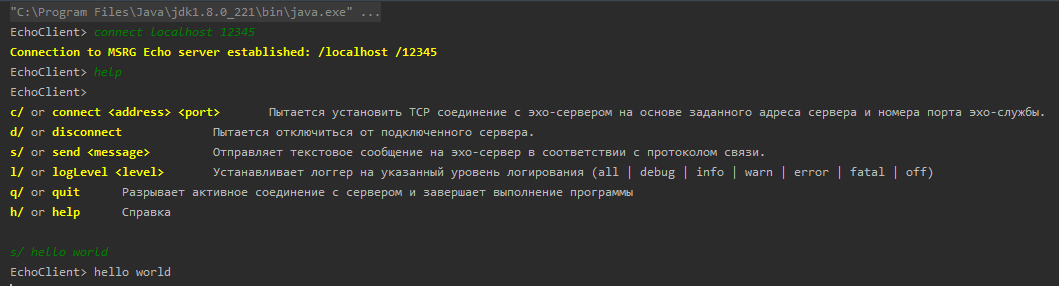 "C:\Program Files\Java\jdk1.8.0_221\bin\java.exe" ...
EchoClient> connect localhost 12345
Connection to MSRG Echo server established: /localhost /12345
EchoClient> help
EchoClient>
c/ or connect <address> <port> Пытается установить TCP соединение с эхо-сервером на основе заданного адреса сервера и номера порта эхо-службы.
d/ or disconnect Пытается отключиться от подключенного сервера.
s/ or send <message> Отправляет текстовое сообщение на эхо-сервер в соответствии с протоколом связи.
l/ or logLevel <level> Устанавливает логгер на указанный уровень логирования (all | debug | info | warn | error | fatal | off)
q/ or quit Разрывает активное соединение с сервером и завершает выполнение программы
h/ or help Справка
s/ hello world
EchoClient> hello world